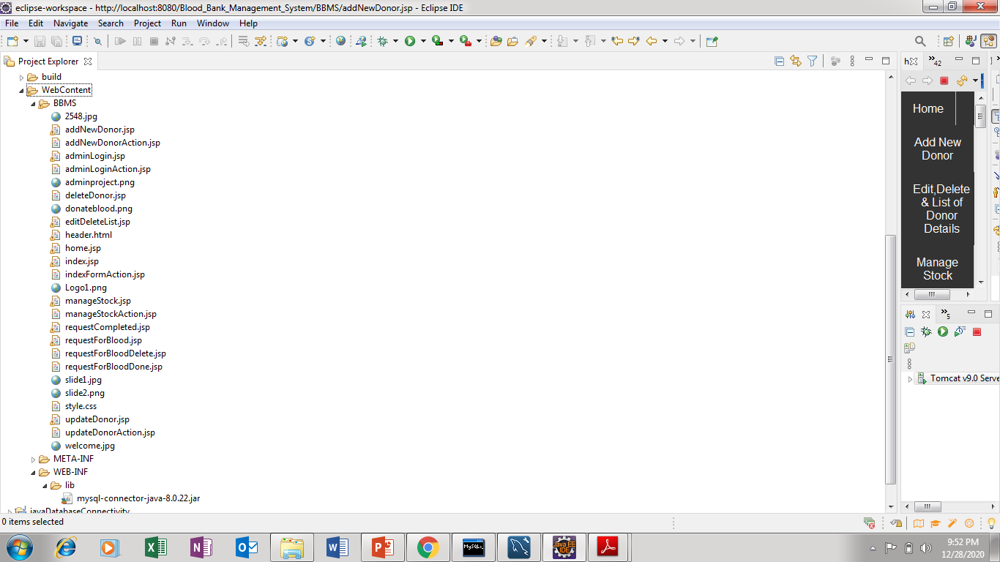 eclipse-workspace - http://localhost:8080/Blood_Bank_Management_System/BBMS/addNewDonor.jsp - Eclipse IDE
File Edit Navigate Search Project Run Window Help
Project Explorer
build
WebContent
BBMS
2548.jpg
addNewDonor.jsp
addNewDonorAction.jsp
adminLogin.jsp
adminLoginAction.jsp
adminproject.png
deleteDonor.jsp
donateblood.png
editDeleteList.jsp
header.html
home.jsp
index.jsp
indexFormAction.jsp
Logo1.png
manageStock.jsp
manageStockAction.jsp
requestCompleted.jsp
requestForBlood.jsp
requestForBloodDelete.jsp
requestForBloodDone.jsp
slide1.jpg
slide2.png
style.css
updateDonor.jsp
updateDonorAction.jsp
welcome.jpg
META-INF
WEB-INF
lib
mysql-connector-java-8.0.22.jar
javaDatabaseConnectivity
h
42
Home
Add New
Donor
Edit,Delete
& List of
Donor
Details
Manage
Stock
5
Tomcat v9.0 Serve
0 items selected
MySQL
Java EE
IDE
9:52 PM
12/28/2020